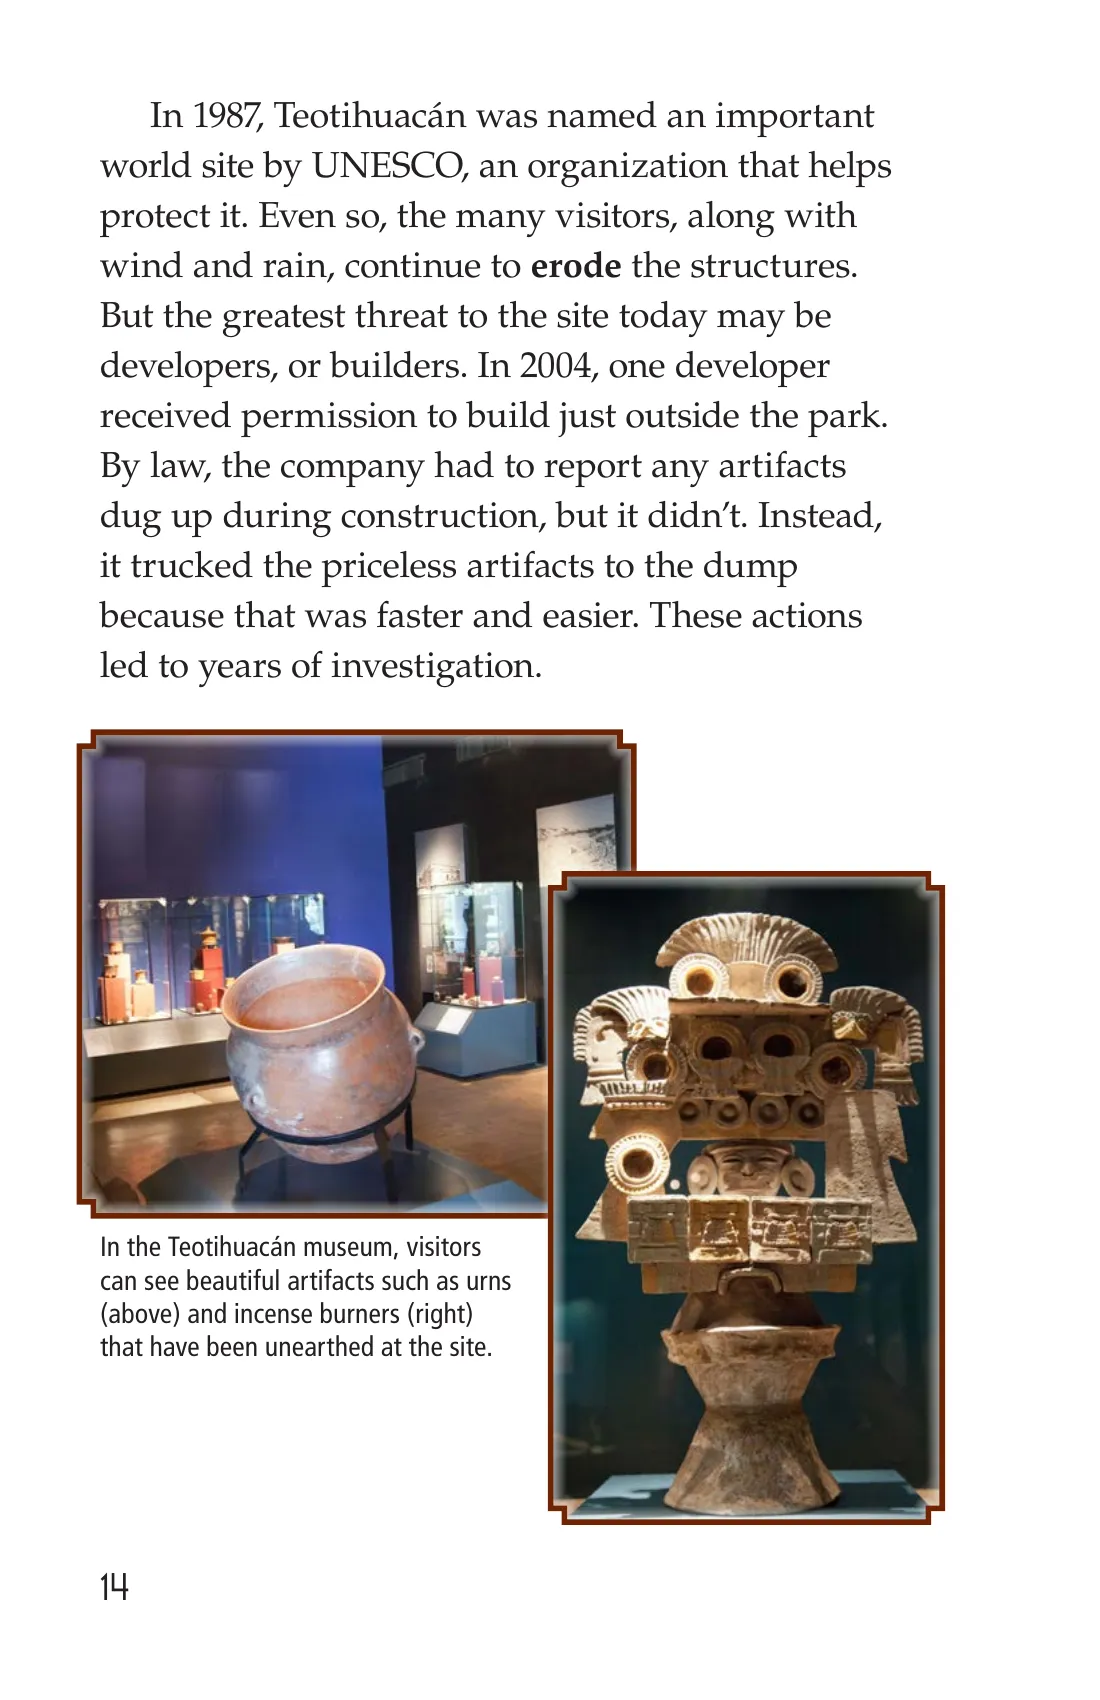 In 1987, Teotihuacán was named an important
world site by UNESCO, an organization that helps
protect it. Even so, the many visitors, along with
wind and rain, continue to erode the structures.
But the greatest threat to the site today may be
developers, or builders. In 2004, one developer
received permission to build just outside the park.
By law, the company had to report any artifacts
dug up during construction, but it didn’t. Instead,
it trucked the priceless artifacts to the dump
because that was faster and easier. These actions
led to years of investigation.
In the Teotihuacán museum, visitors
can see beautiful artifacts such as urns
(above) and incense burners (right)
that have been unearthed at the site.
14